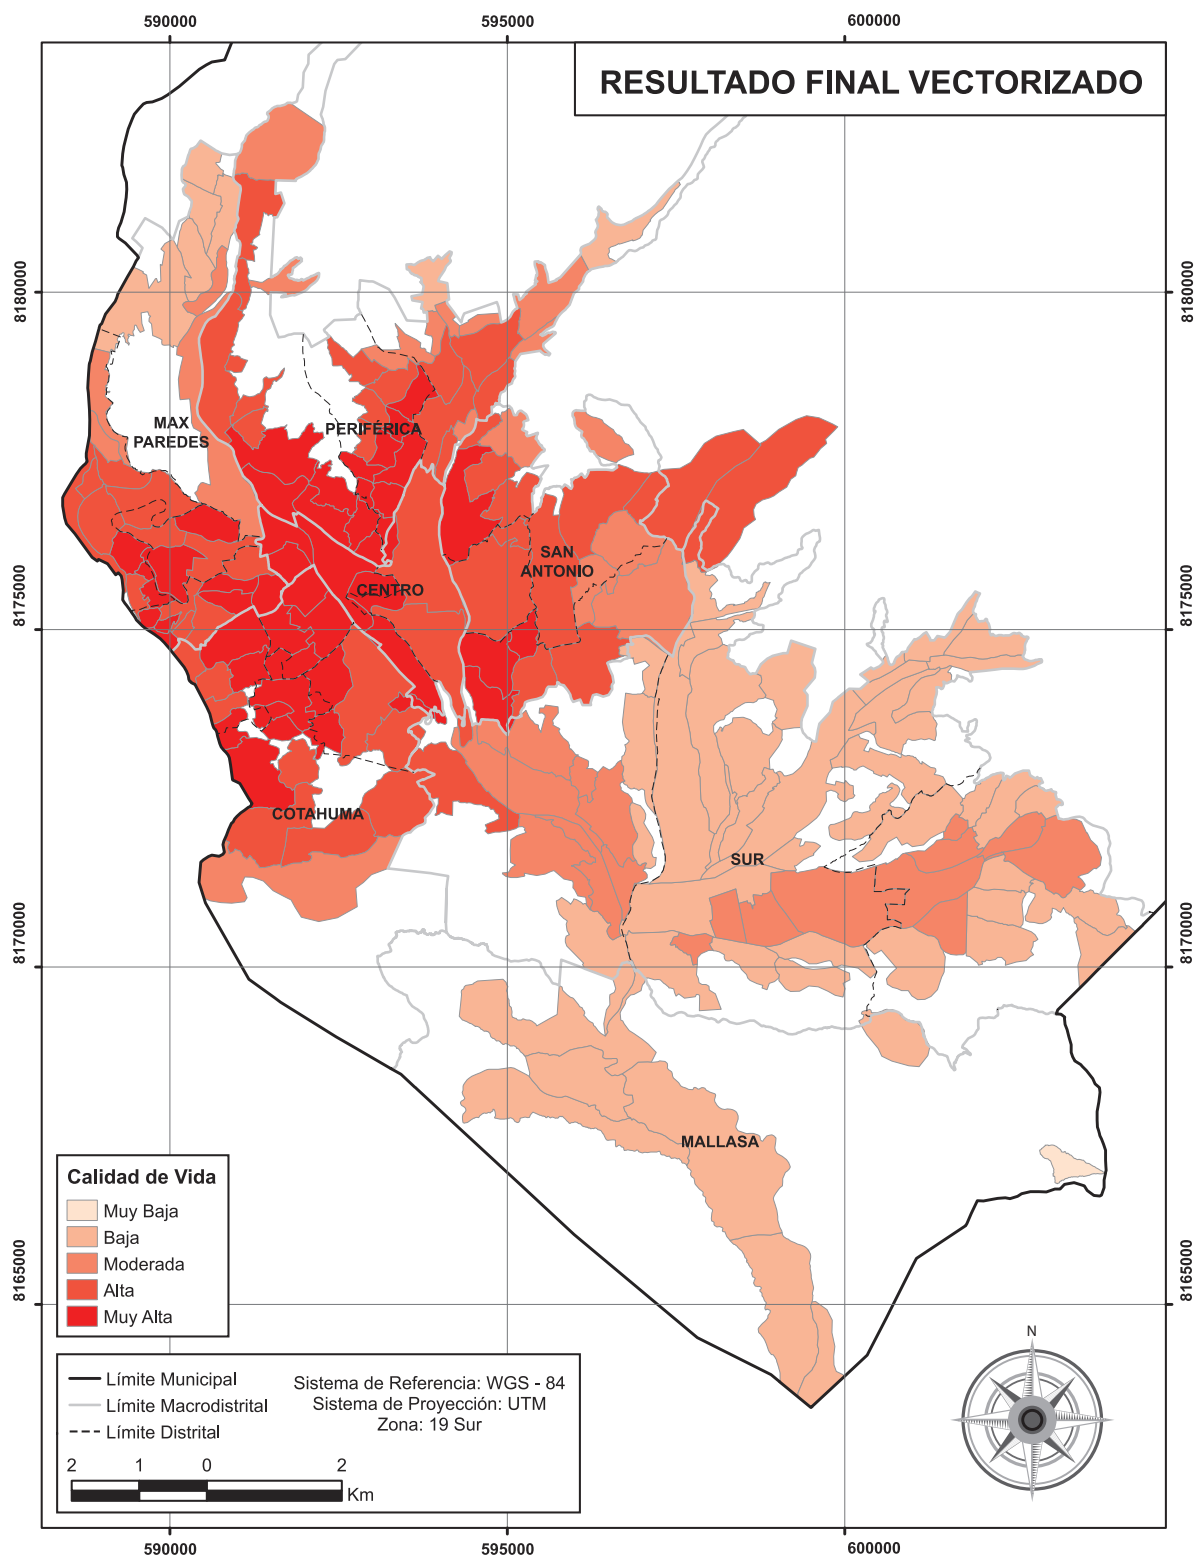 590000
595000
600000
RESULTADO FINAL VECTORIZADO
8180000
8180000
MAX
PAREDES
PERIFÉRICA
SAN
ANTONIO
CENTRO
8175000
8175000
COTAHUMA
SUR
8170000
8170000
MALLASA
Calidad de Vida
Muy Baja
Baja
Moderada
Alta
Muy Alta
8165000
8165000
Límite Municipal
Límite Macrodistrital
Límite Distrital
Sistema de Referencia: WGS - 84
Sistema de Proyección: UTM
Zona: 19 Sur
2 1 0 2
Km
N
590000
595000
600000